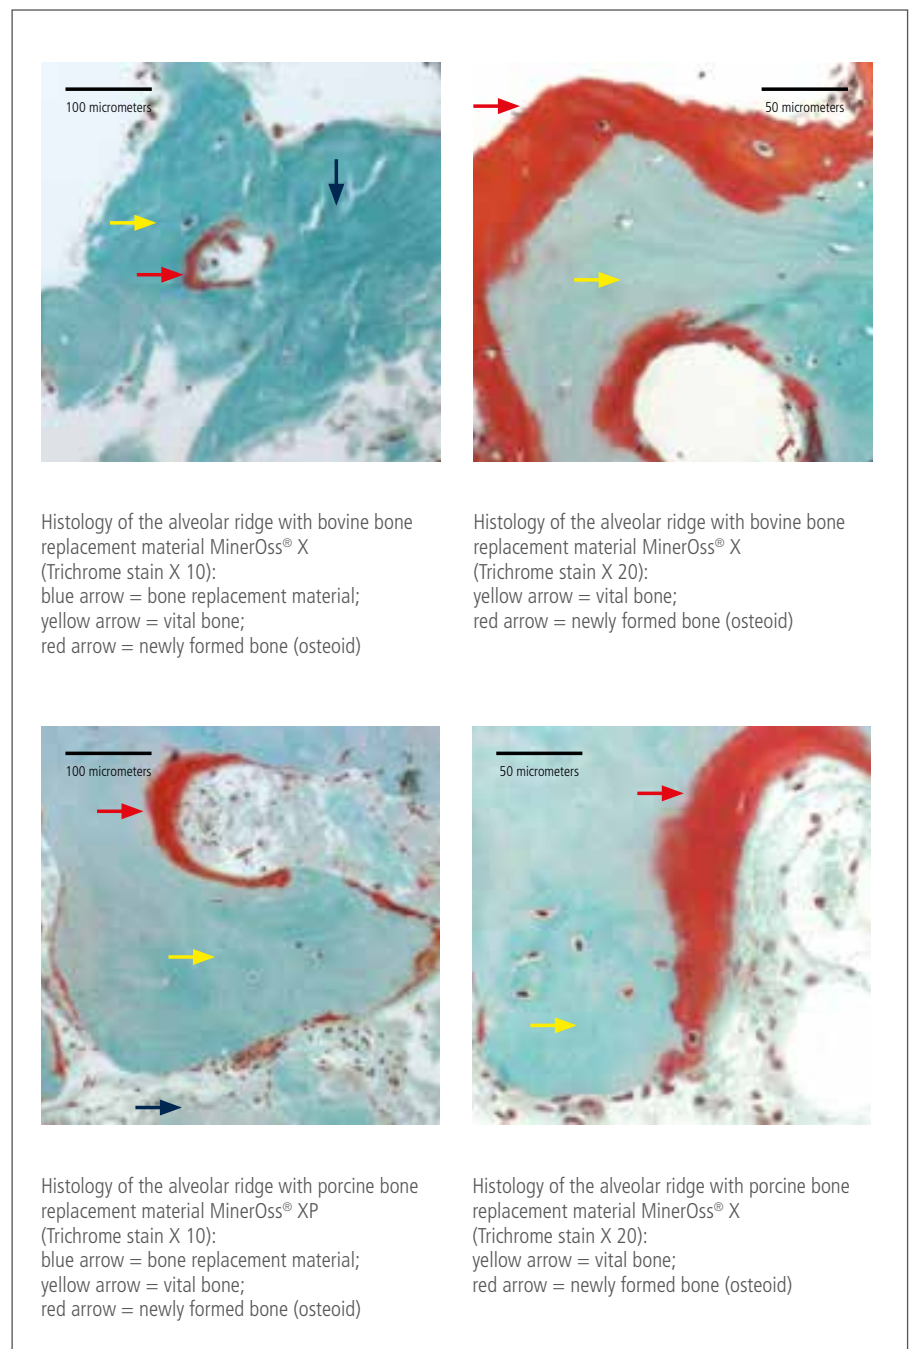 100 micrometers
50 micrometers
Histology of the alveolar ridge with bovine bone
replacement material MinerOss® X
(Trichrome stain X 10):
blue arrow = bone replacement material;
yellow arrow = vital bone;
red arrow = newly formed bone (osteoid)
Histology of the alveolar ridge with bovine bone
replacement material MinerOss® X
(Trichrome stain X 20):
yellow arrow = vital bone;
red arrow = newly formed bone (osteoid)
100 micrometers
50 micrometers
Histology of the alveolar ridge with porcine bone
replacement material MinerOss® XP
(Trichrome stain X 10):
blue arrow = bone replacement material;
yellow arrow = vital bone;
red arrow = newly formed bone (osteoid)
Histology of the alveolar ridge with porcine bone
replacement material MinerOss® X
(Trichrome stain X 20):
yellow arrow = vital bone;
red arrow = newly formed bone (osteoid)